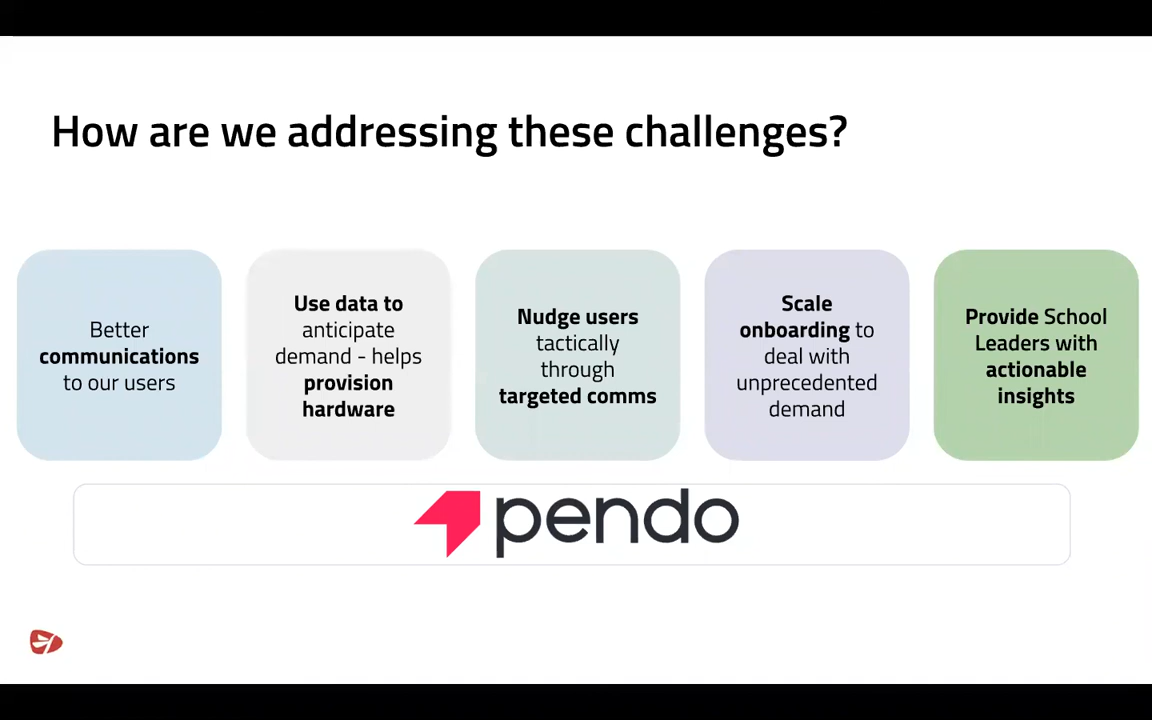 How are we addressing these challenges?
Better
communications
to our users
Use data to
anticipate
demand - helps
provision
hardware
Nudge users
tactically
through
targeted comms
Scale
onboarding to
deal with
unprecedented
demand
Provide School
Leaders with
actionable
insights
pendo